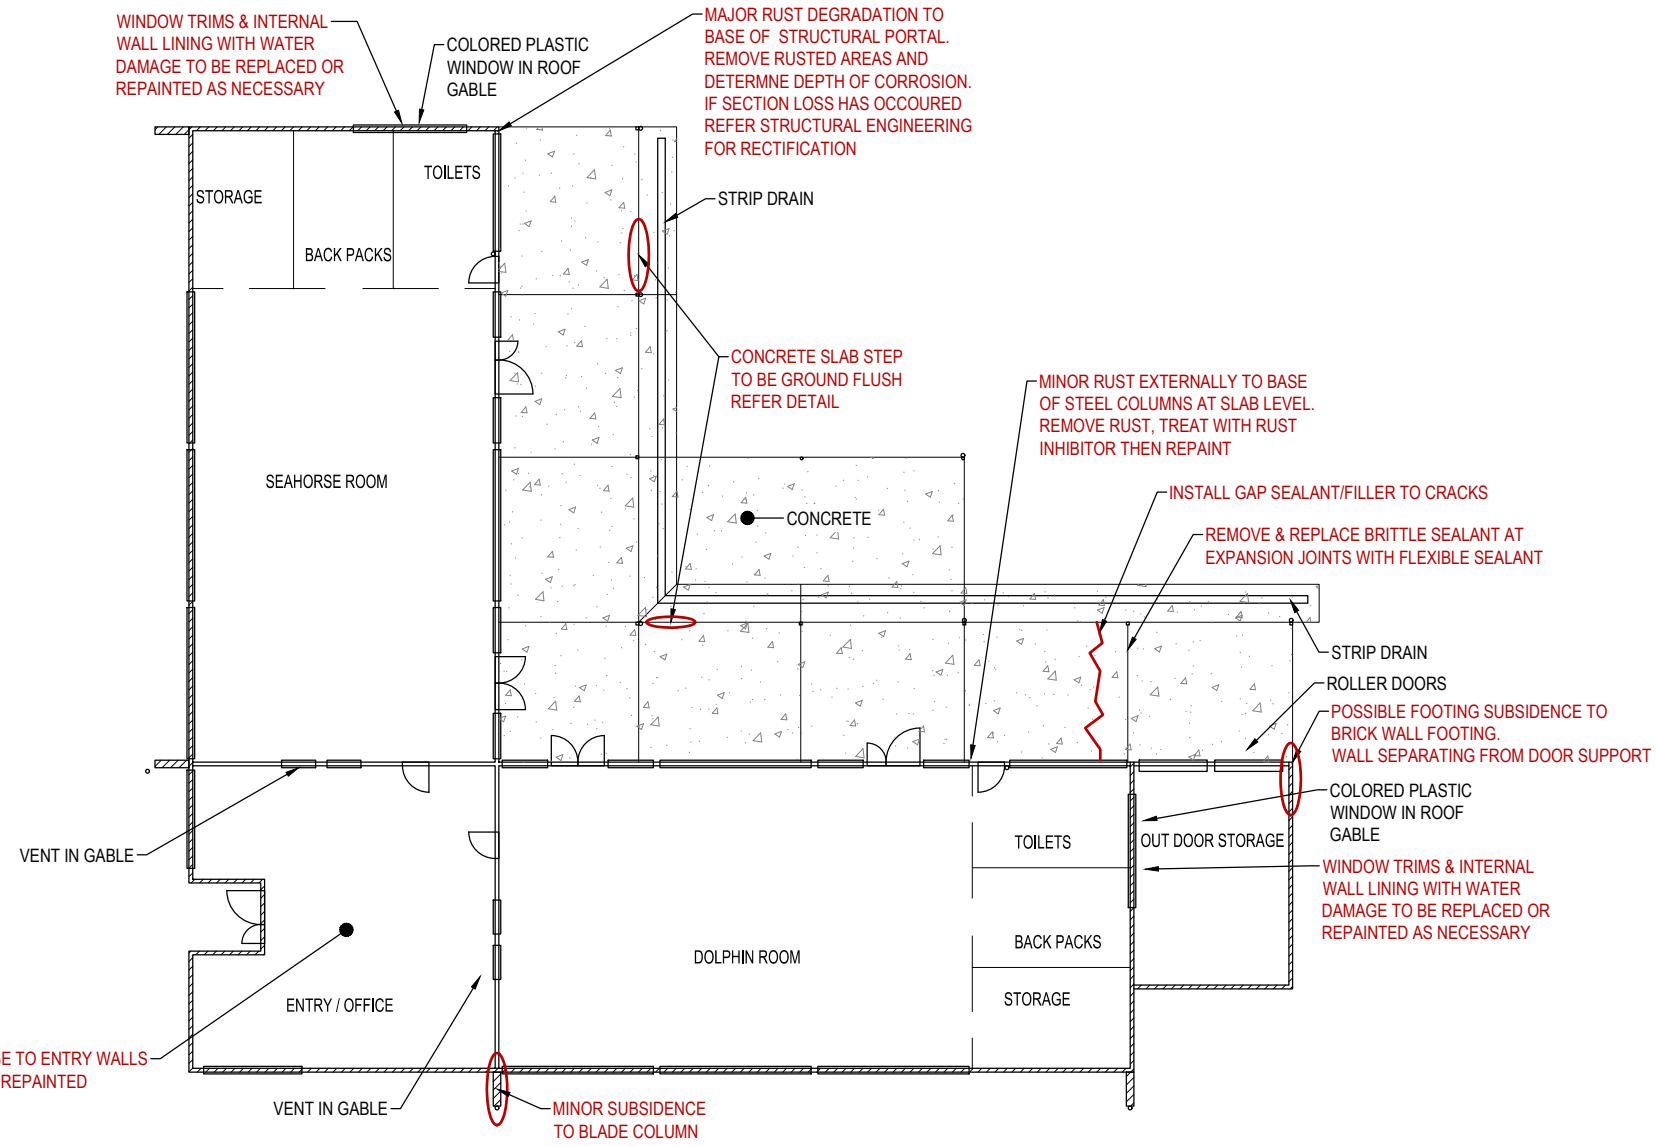 WINDOW TRIMS & INTERNAL
WALL LINING WITH WATER
DAMAGE TO BE REPLACED OR
REPAINTED AS NECESSARY
COLORED PLASTIC
WINDOW IN ROOF
GABLE
MAJOR RUST DEGRADATION TO
BASE OF STRUCTURAL PORTAL.
REMOVE RUSTED AREAS AND
DETERMNE DEPTH OF CORROSION.
IF SECTION LOSS HAS OCCOURED
REFER STRUCTURAL ENGINEERING
FOR RECTIFICATION
TOILETS
STORAGE
BACK PACKS
STRIP DRAIN
CONCRETE SLAB STEP
TO BE GROUND FLUSH
REFER DETAIL
MINOR RUST EXTERNALLY TO BASE
OF STEEL COLUMNS AT SLAB LEVEL.
REMOVE RUST, TREAT WITH RUST
INHIBITOR THEN REPAINT
SEAHORSE ROOM
CONCRETE
INSTALL GAP SEALANT/FILLER TO CRACKS
REMOVE & REPLACE BRITTLE SEALANT AT
EXPANSION JOINTS WITH FLEXIBLE SEALANT
STRIP DRAIN
ROLLER DOORS
POSSIBLE FOOTING SUBSIDENCE TO
BRICK WALL FOOTING.
WALL SEPARATING FROM DOOR SUPPORT
COLORED PLASTIC
WINDOW IN ROOF
GABLE
VENT IN GABLE
TOILETS
OUT DOOR STORAGE
WINDOW TRIMS & INTERNAL
WALL LINING WITH WATER
DAMAGE TO BE REPLACED OR
REPAINTED AS NECESSARY
BACK PACKS
DOLPHIN ROOM
STORAGE
ENTRY / OFFICE
GE TO ENTRY WALLS
REPAINTED
VENT IN GABLE
MINOR SUBSIDENCE
TO BLADE COLUMN